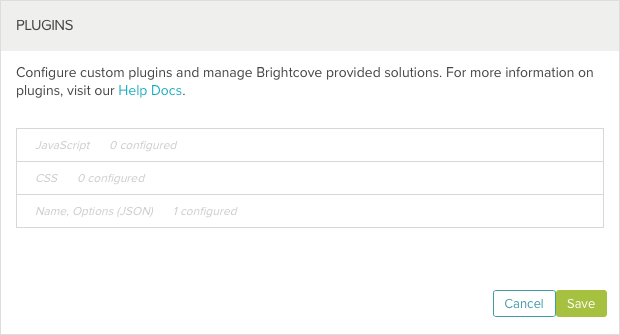 PLUGINS
Configure custom plugins and manage Brightcove provided solutions. For more information on
plugins, visit our Help Docs.
JavaScript 0 configured
CSS 0 configured
Name, Options (JSON) 1 configured
Cancel Save